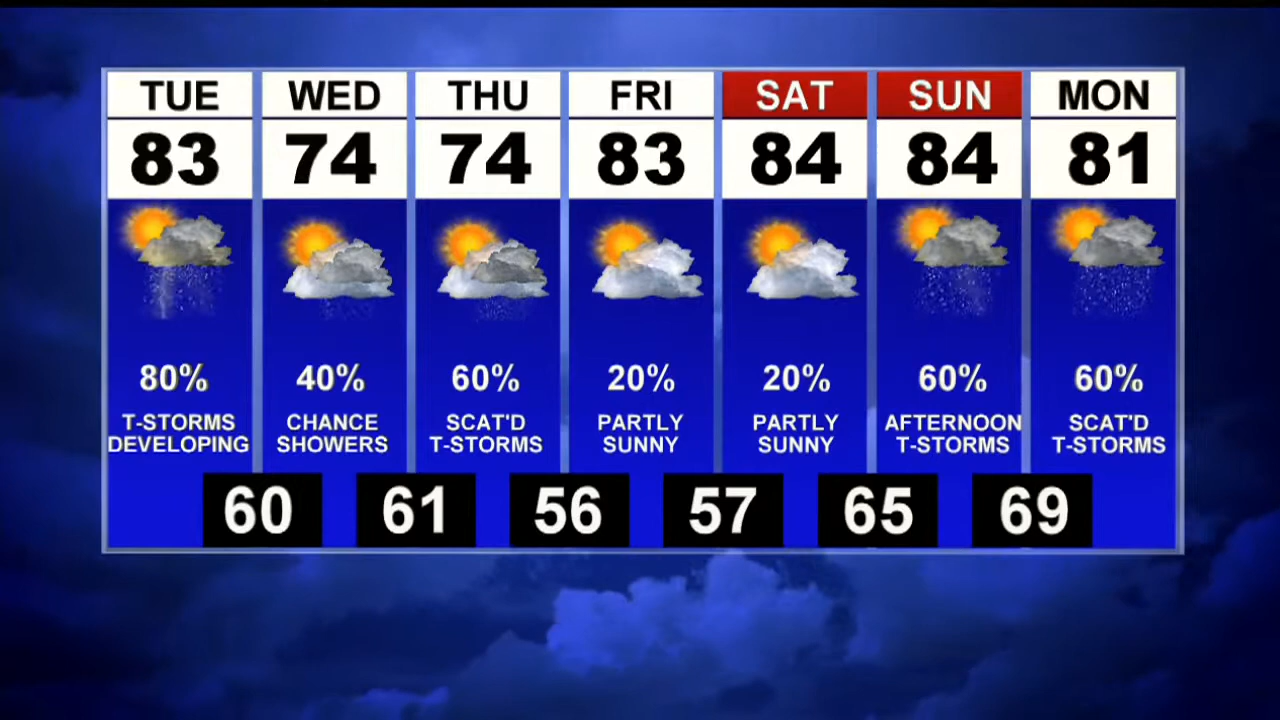 TUE WED THU FRI SAT SUN MON
83 74 74 83 84 84 81
80% 40% 60% 20% 20% 60% 60%
T-STORMS CHANCE SCAT'D PARTLY PARTLY AFTERNOON SCAT'D
DEVELOPING SHOWERS T-STORMS SUNNY SUNNY T-STORMS T-STORMS
60 61 56 57 65 69